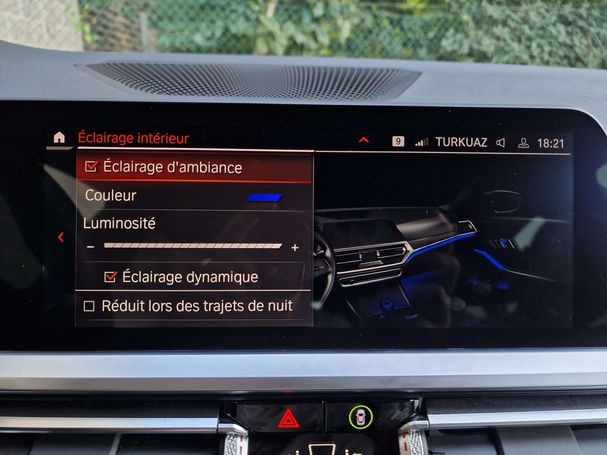 Éclairage intérieur
9 TURKUAZ 18:21
Éclairage d'ambiance
Couleur
Luminosité
- +
Éclairage dynamique
Réduit lors des trajets de nuit